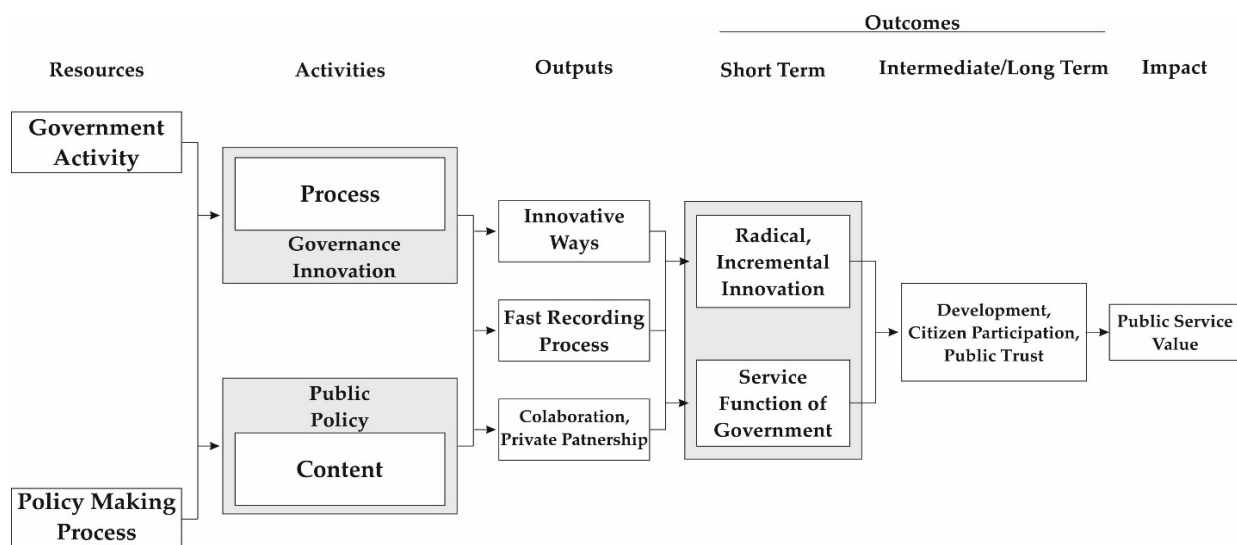 Outcomes
Resources
Activities
Outputs
Short Term
Intermediate/Long Term
Impact
Government
Activity
Process
Governance
Innovation
Public
Policy
Content
Policy Making
Process
Innovative
Ways
Fast Recording
Process
Colaboration,
Private Patnership
Radical,
Incremental
Innovation
Service
Function of
Government
Development,
Citizen Participation,
Public Trust
Public Service
Value